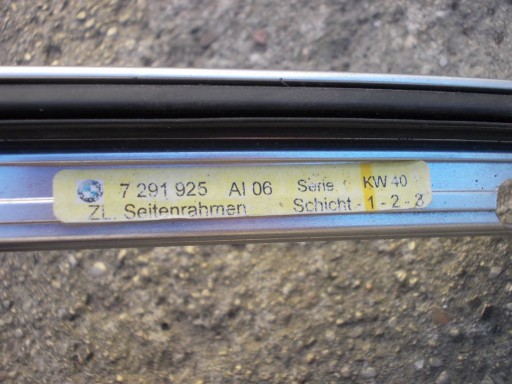 7 291 925 AI 06 Serie KW 40
ZL. Seitenrahmen Schicht - 1 - 2 - 3